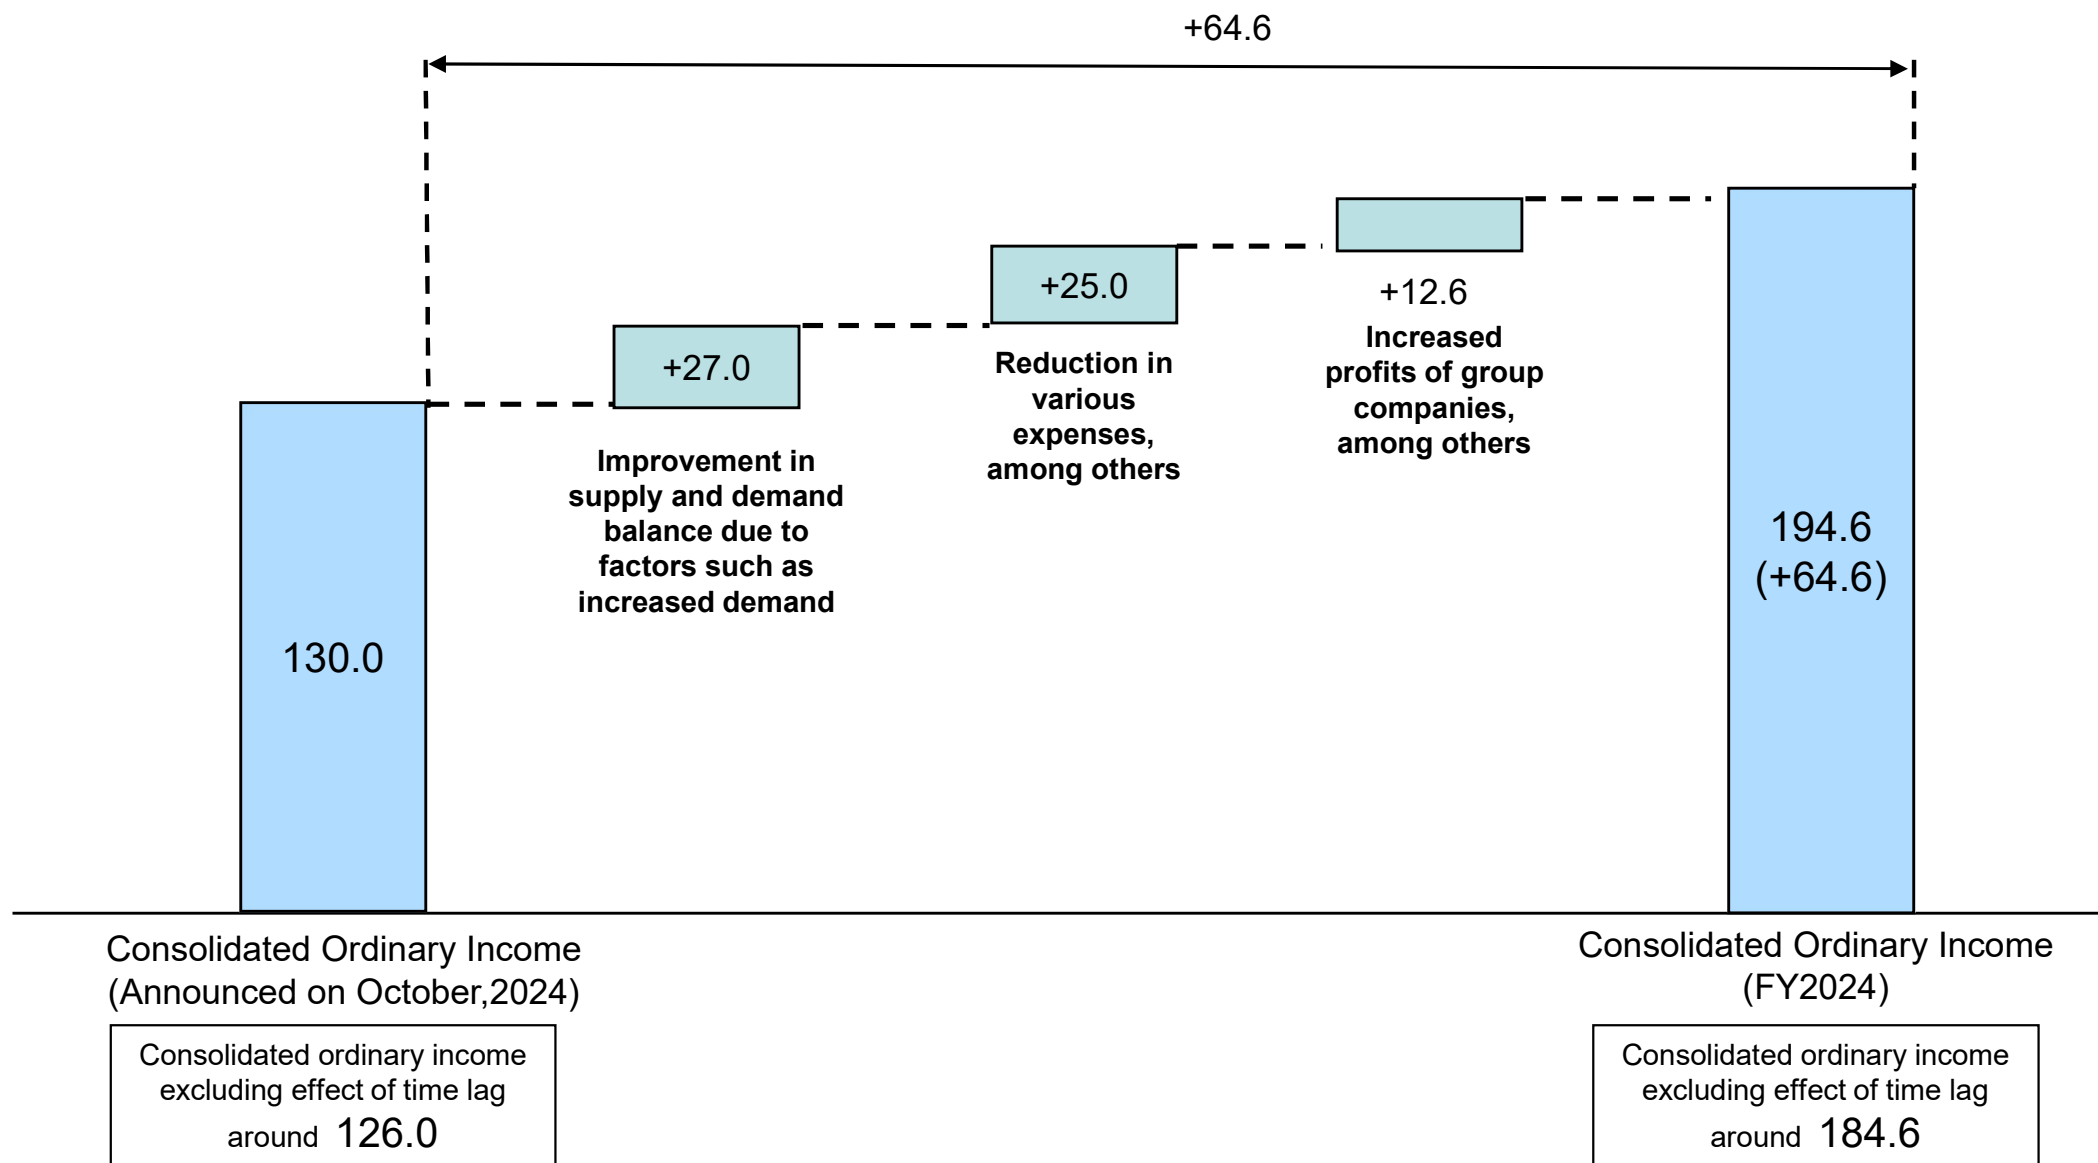 +64.6
+27.0
Improvement in
supply and demand
balance due to
factors such as
increased demand
+25.0
Reduction in
various
expenses,
among others
+12.6
Increased
profits of group
companies,
among others
130.0
194.6
(+64.6)
Consolidated Ordinary Income
(Announced on October,2024)
Consolidated ordinary income
excluding effect of time lag
around 126.0
Consolidated Ordinary Income
(FY2024)
Consolidated ordinary income
excluding effect of time lag
around 184.6